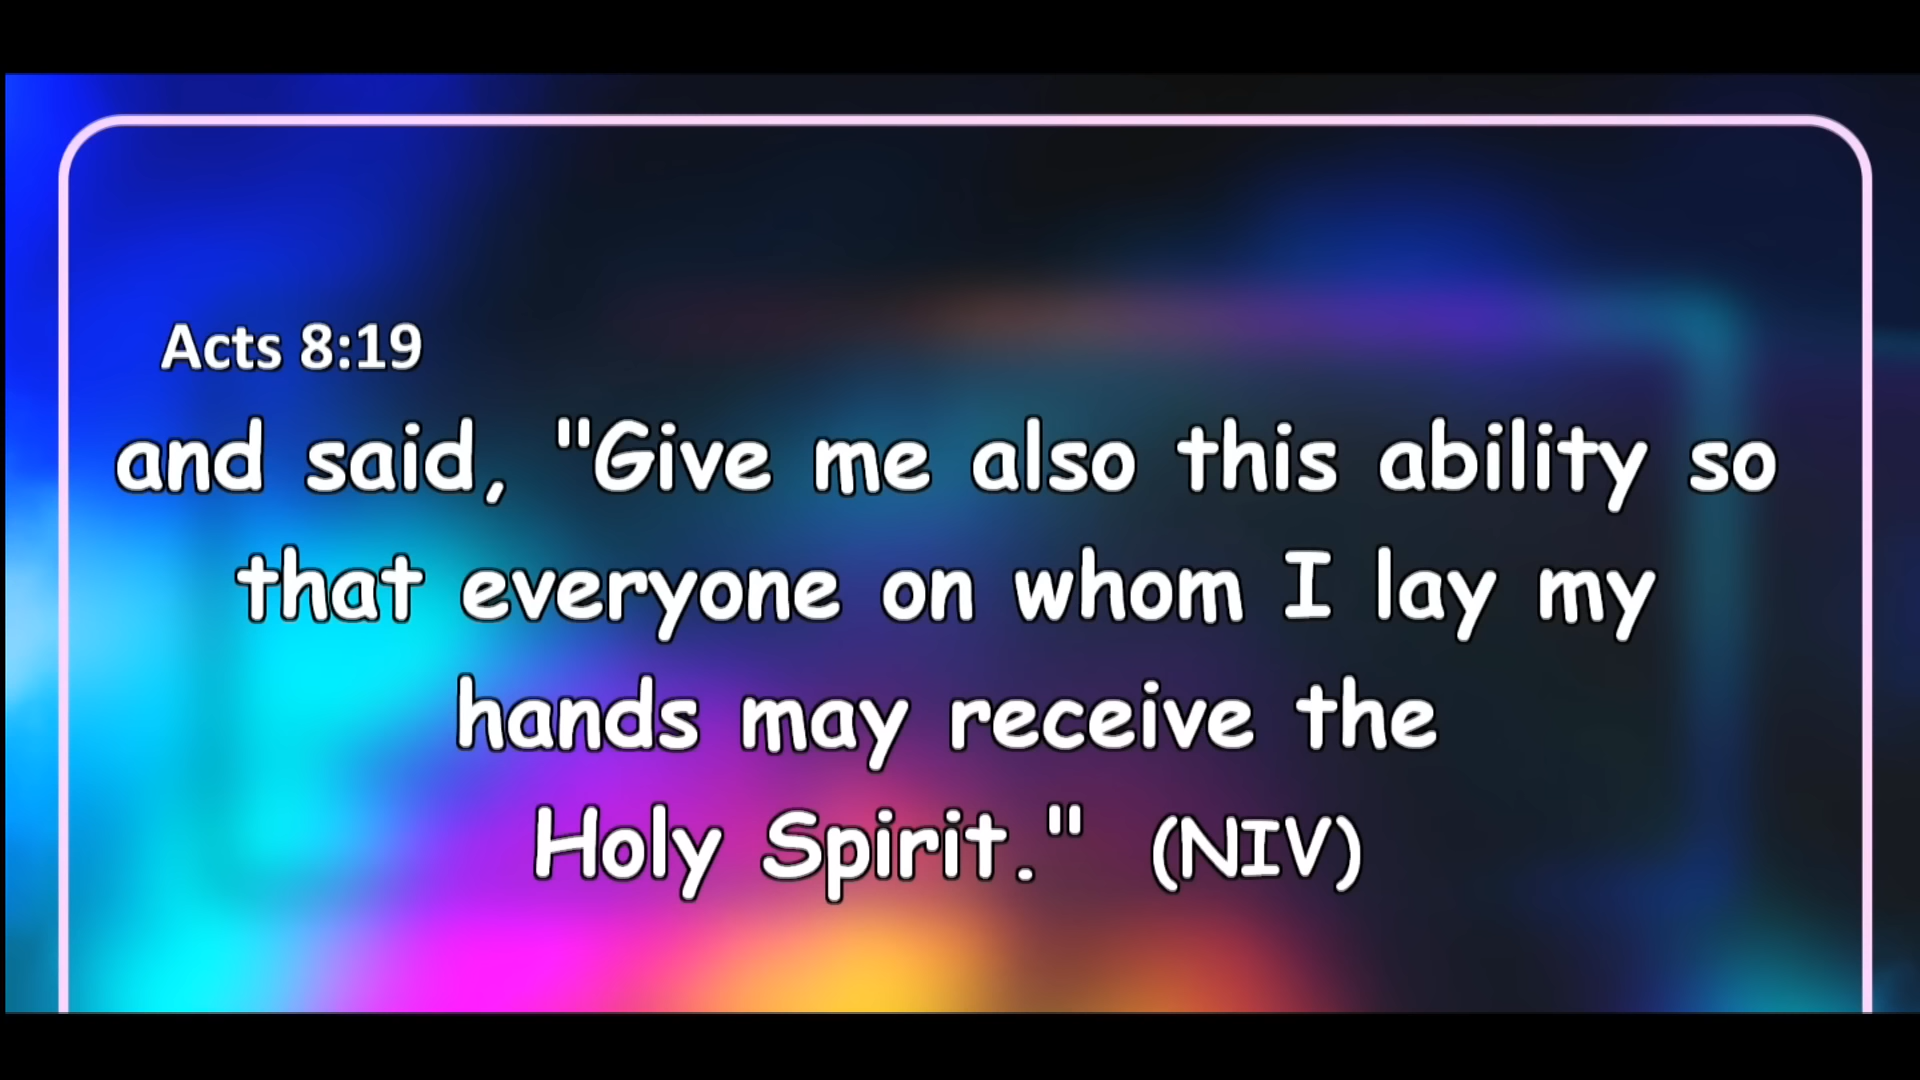 Acts 8:19
and said, "Give me also this ability so
that everyone on whom I lay my
hands may receive the
Holy Spirit." (NIV)